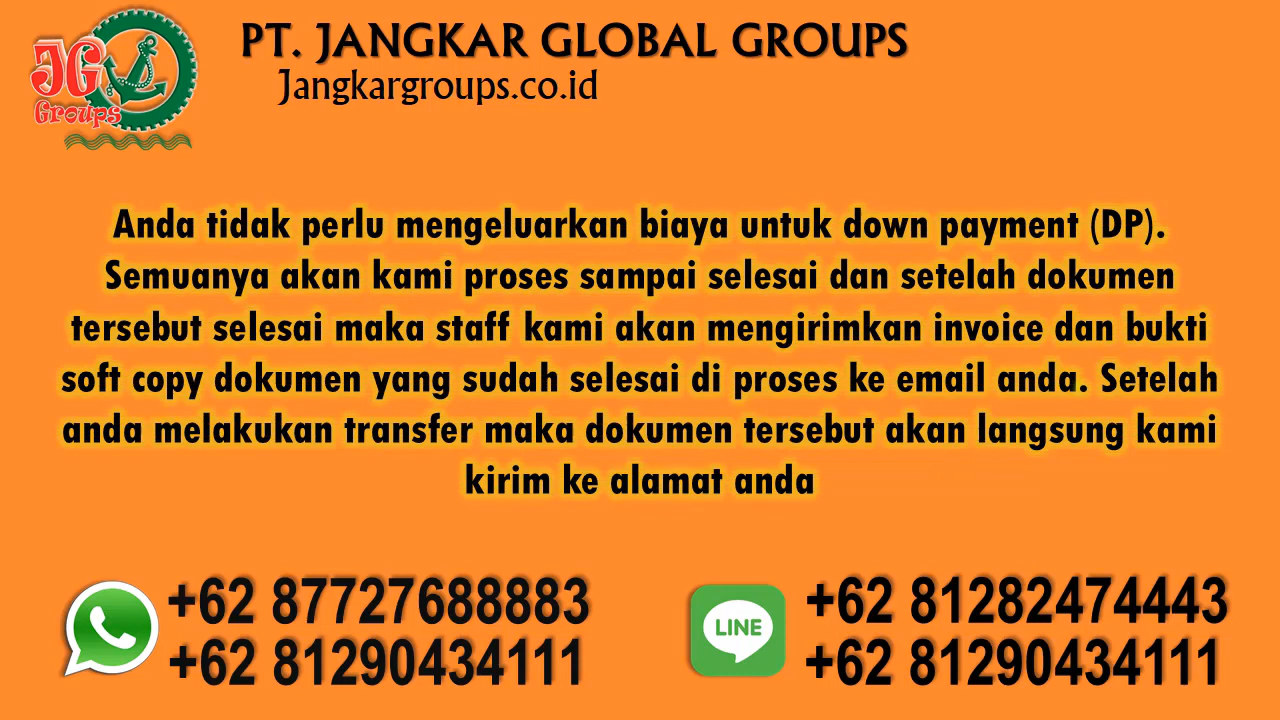 JG
Groups
PT. JANGKAR GLOBAL GROUPS
Jangkargroups.co.id
Anda tidak perlu mengeluarkan biaya untuk down payment (DP).
Semuanya akan kami proses sampai selesai dan setelah dokumen
tersebut selesai maka staff kami akan mengirimkan invoice dan bukti
soft copy dokumen yang sudah selesai di proses ke email anda. Setelah
anda melakukan transfer maka dokumen tersebut akan langsung kami
kirim ke alamat anda
+62 87727688883
+62 81290434111
LINE
+62 81282474443
+62 81290434111